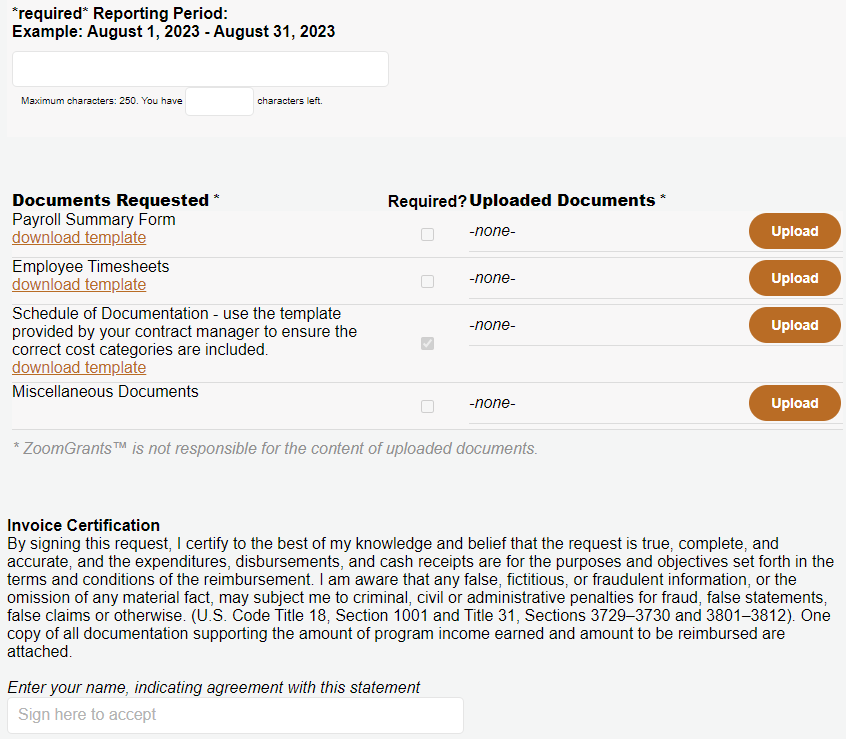 *required* Reporting Period:
Example: August 1, 2023 - August 31, 2023
Maximum characters: 250. You have characters left.
Documents Requested * Required? Uploaded Documents *
Payroll Summary Form
download template
-none- Upload
Employee Timesheets
download template
-none- Upload
Schedule of Documentation - use the template
provided by your contract manager to ensure the
correct cost categories are included.
download template
-none- Upload
Miscellaneous Documents
-none- Upload
* ZoomGrants™ is not responsible for the content of uploaded documents.
Invoice Certification
By signing this request, I certify to the best of my knowledge and belief that the request is true, complete, and
accurate, and the expenditures, disbursements, and cash receipts are for the purposes and objectives set forth in the
terms and conditions of the reimbursement. I am aware that any false, fictitious, or fraudulent information, or the
omission of any material fact, may subject me to criminal, civil or administrative penalties for fraud, false statements,
false claims or otherwise. (U.S. Code Title 18, Section 1001 and Title 31, Sections 3729–3730 and 3801–3812). One
copy of all documentation supporting the amount of program income earned and amount to be reimbursed are
attached.
Enter your name, indicating agreement with this statement
Sign here to accept